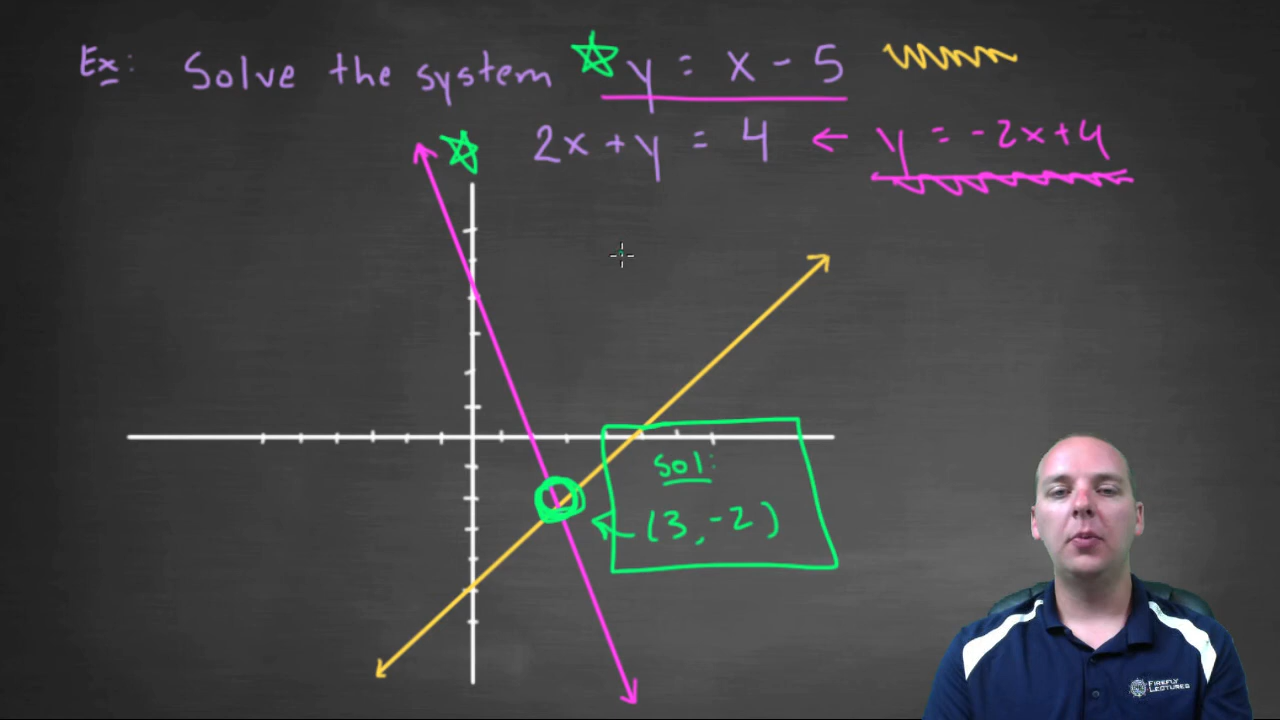 Ex: Solve the system y = x - 5
2x + y = 4 ← y = -2x+4
Sol:
(3,-2)
FIREFLY
LECTURES